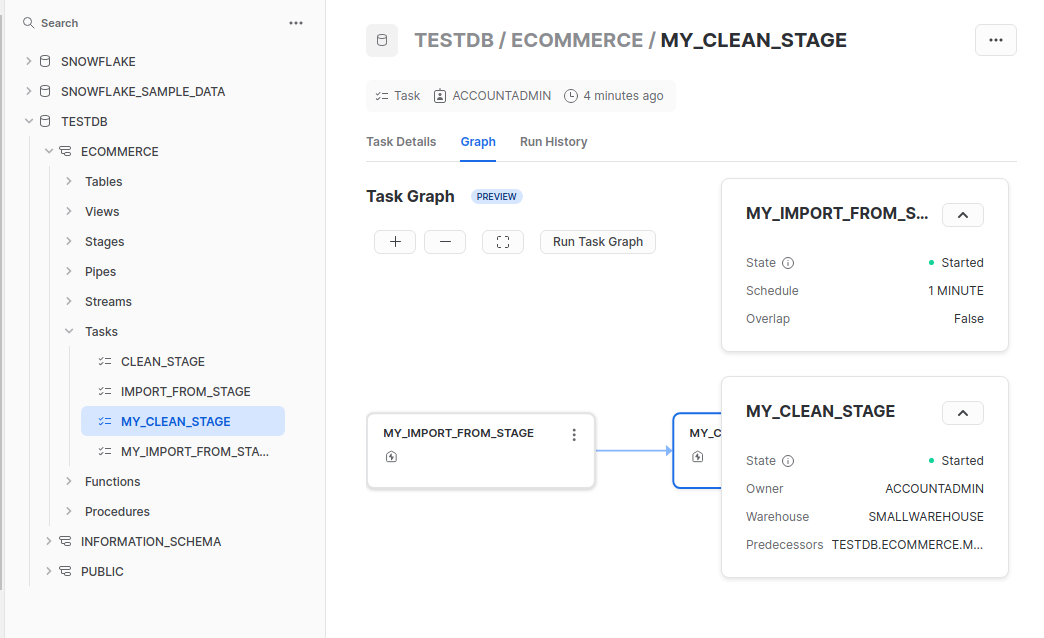 Search
SNOWFLAKE
SNOWFLAKE_SAMPLE_DATA
TESTDB
ECOMMERCE
Tables
Views
Stages
Pipes
Streams
Tasks
CLEAN_STAGE
IMPORT_FROM_STAGE
MY_CLEAN_STAGE
MY_IMPORT_FROM_STA...
Functions
Procedures
INFORMATION_SCHEMA
PUBLIC
TESTDB / ECOMMERCE / MY_CLEAN_STAGE
Task ACCOUNTADMIN 4 minutes ago
Task Details Graph Run History
Task Graph PREVIEW
Run Task Graph
MY_IMPORT_FROM_S...
State Started
Schedule 1 MINUTE
Overlap False
MY_IMPORT_FROM_STAGE
MY_C
MY_CLEAN_STAGE
State Started
Owner ACCOUNTADMIN
Warehouse SMALLWAREHOUSE
Predecessors TESTDB.ECOMMERCE.M...